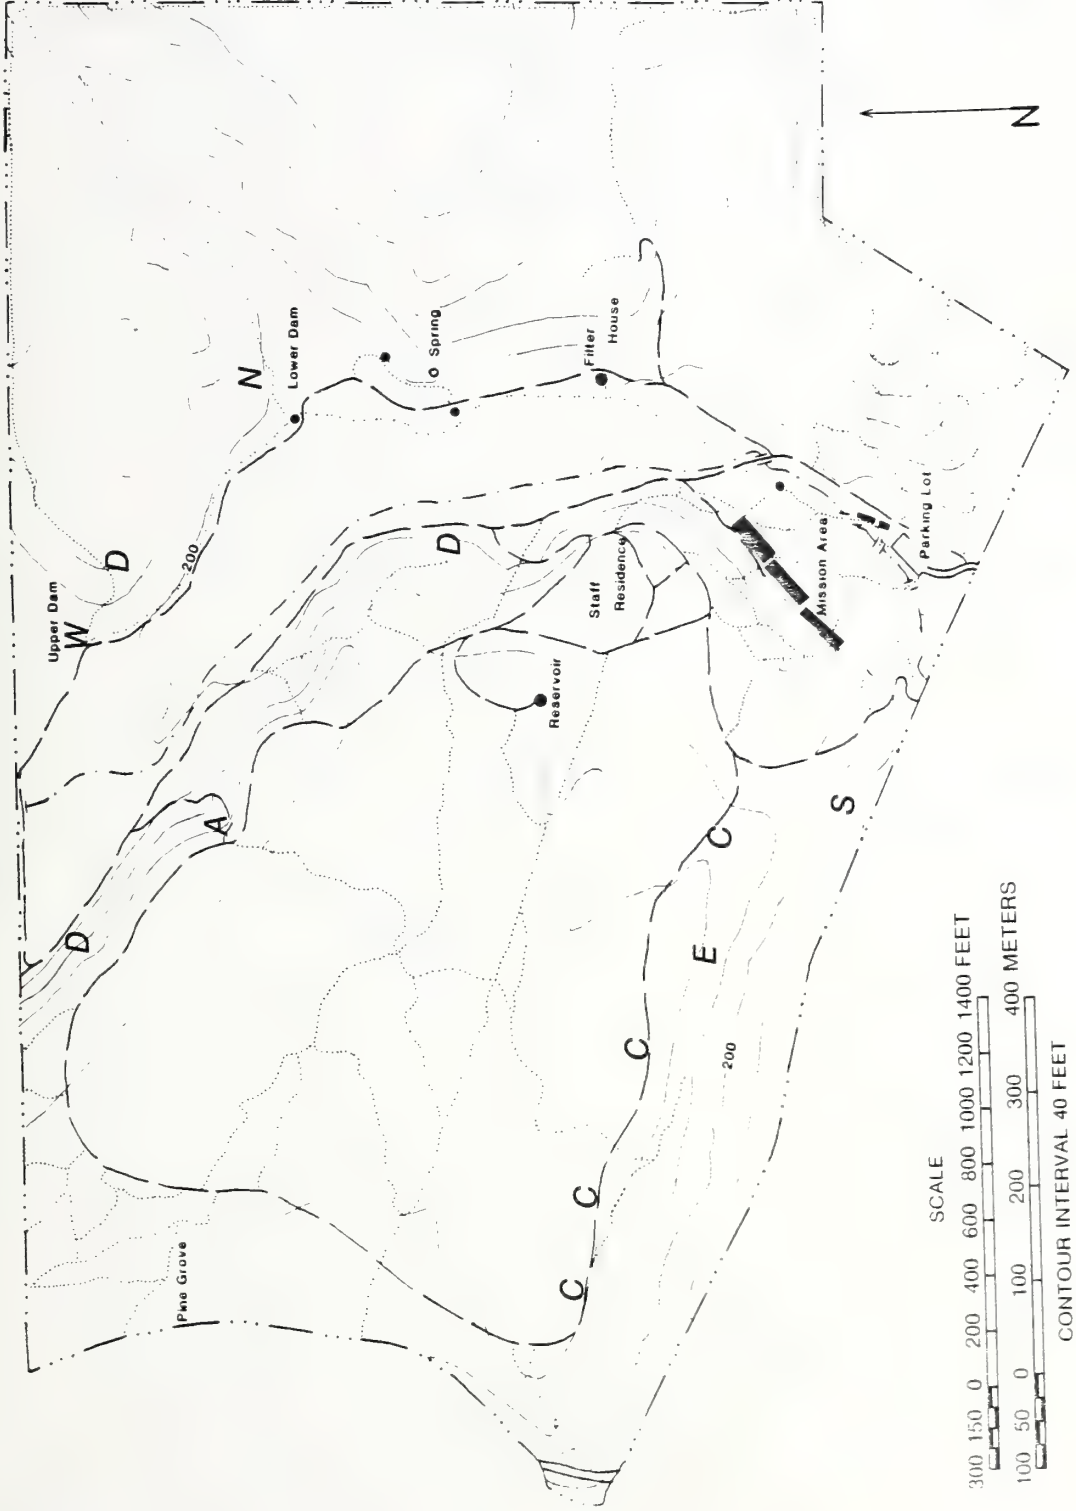 Upper Dam
W
D
200
N
Lower Dam
Spring
Filter
House
D
Staff
Residence
Reservoir
Mission Area
Parking Lot
N
A
D
Pine Grove
C
C
C
C
E
200
S
SCALE
300 150 0 200 400 600 800 1000 1200 1400 FEET
100 50 0 100 200 300 400 METERS
CONTOUR INTERVAL 40 FEET